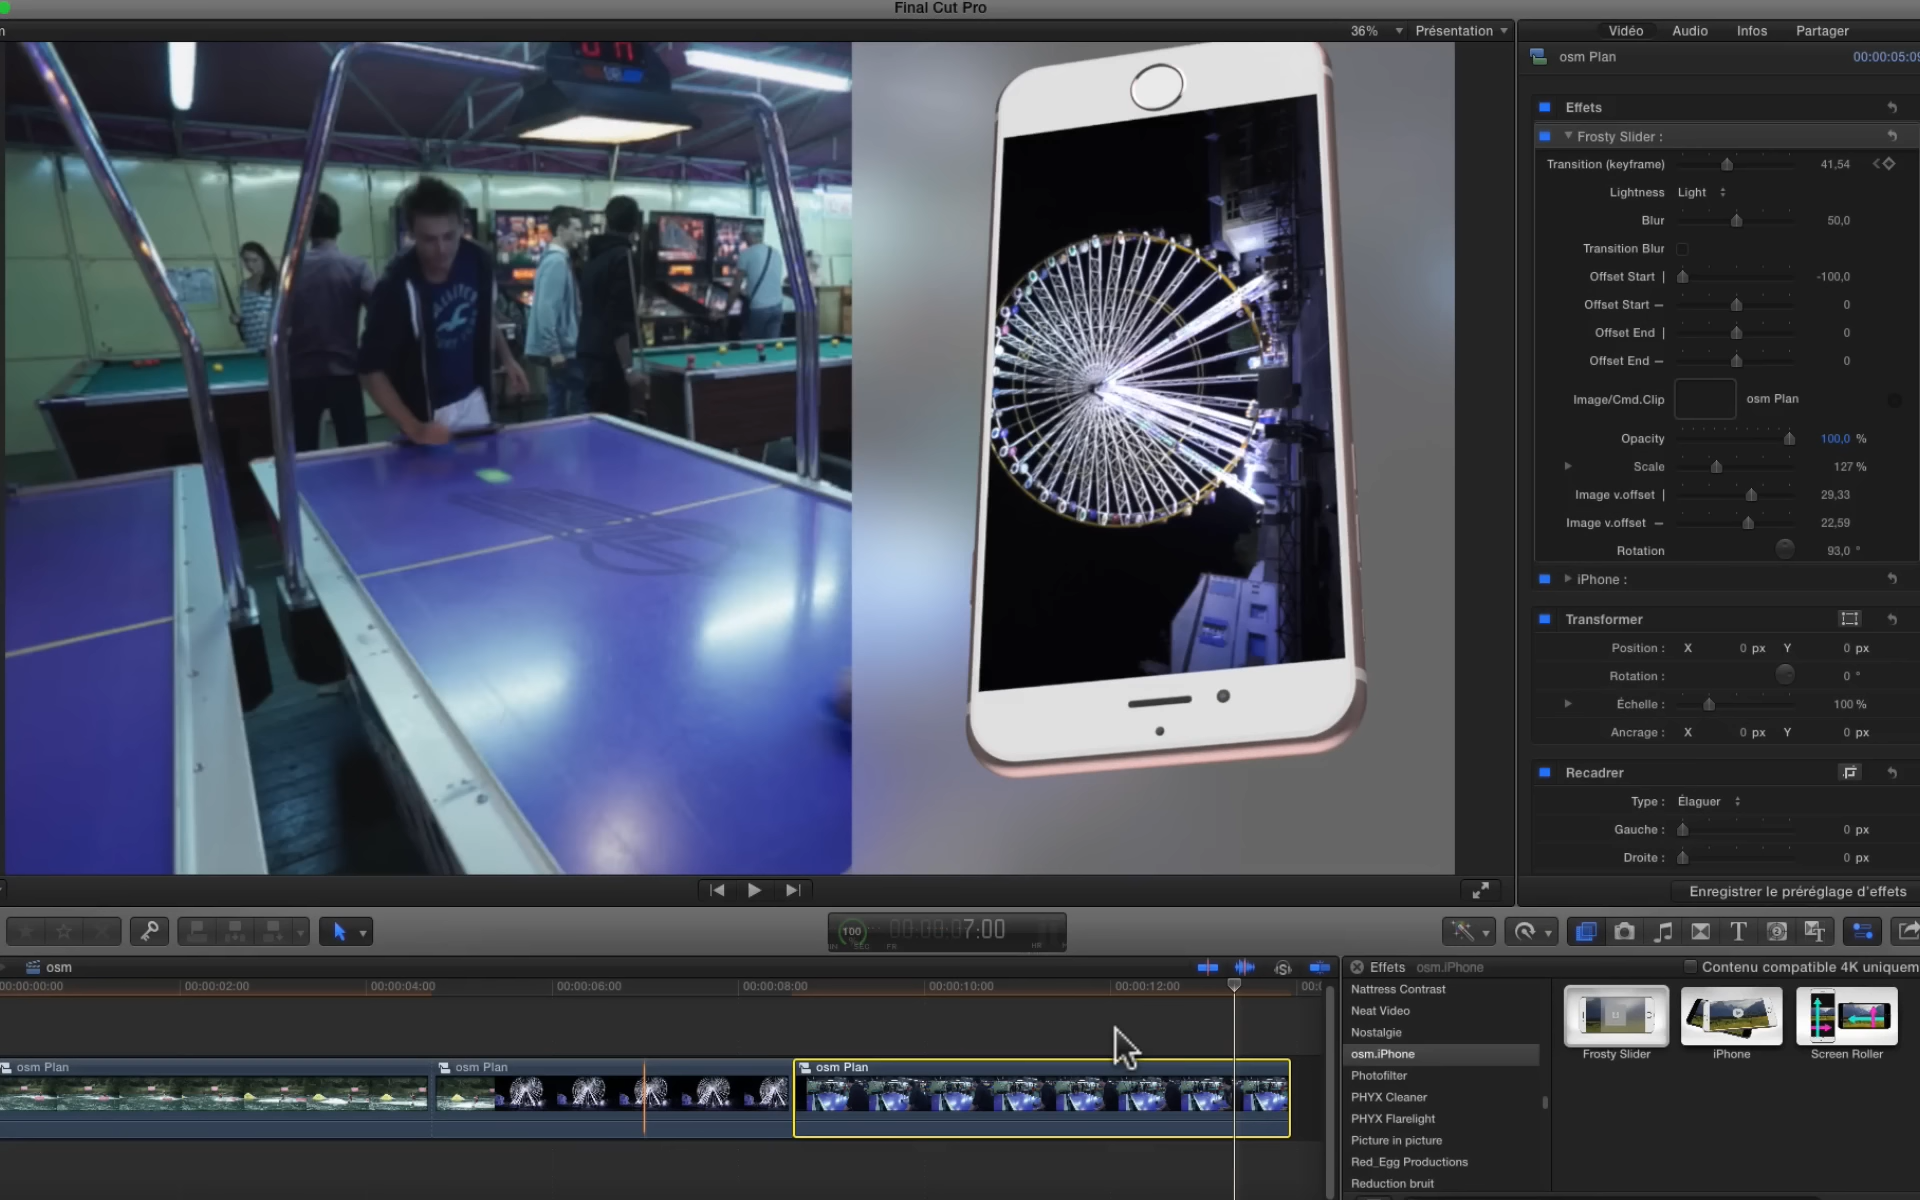 Final Cut Pro
36% Présentation
Vidéo Audio Infos Partager
osm Plan 00:00:05:09
Effets
Frosty Slider :
Transition (keyframe) 41,54
Lightness Light
Blur 50,0
Transition Blur
Offset Start | -100,0
Offset Start – 0
Offset End | 0
Offset End – 0
Image/Cmd.Clip osm Plan
Opacity 100,0 %
Scale 127 %
Image v.offset | 29,33
Image v.offset – 22,59
Rotation 93,0 °
iPhone :
Transformer
Position : X 0 px Y 0 px
Rotation : 0 °
Échelle : 100 %
Ancrage : X 0 px Y 0 px
Recadrer
Type : Élaguer
Gauche : 0 px
Droite : 0 px
Enregistrer le préréglage d'effets
100 00:00:07:00
osm
00:00:00:00 00:00:02:00 00:00:04:00 00:00:06:00 00:00:08:00 00:00:10:00 00:00:12:00
Effets osm.iPhone Contenu compatible 4K uniquem
Nattress Contrast
Neat Video
Nostalgie
osm.iPhone
Photofilter
PHYX Cleaner
PHYX Flarelight
Picture in picture
Red_Egg Productions
Reduction bruit
Frosty Slider iPhone Screen Roller
osm Plan osm Plan osm Plan